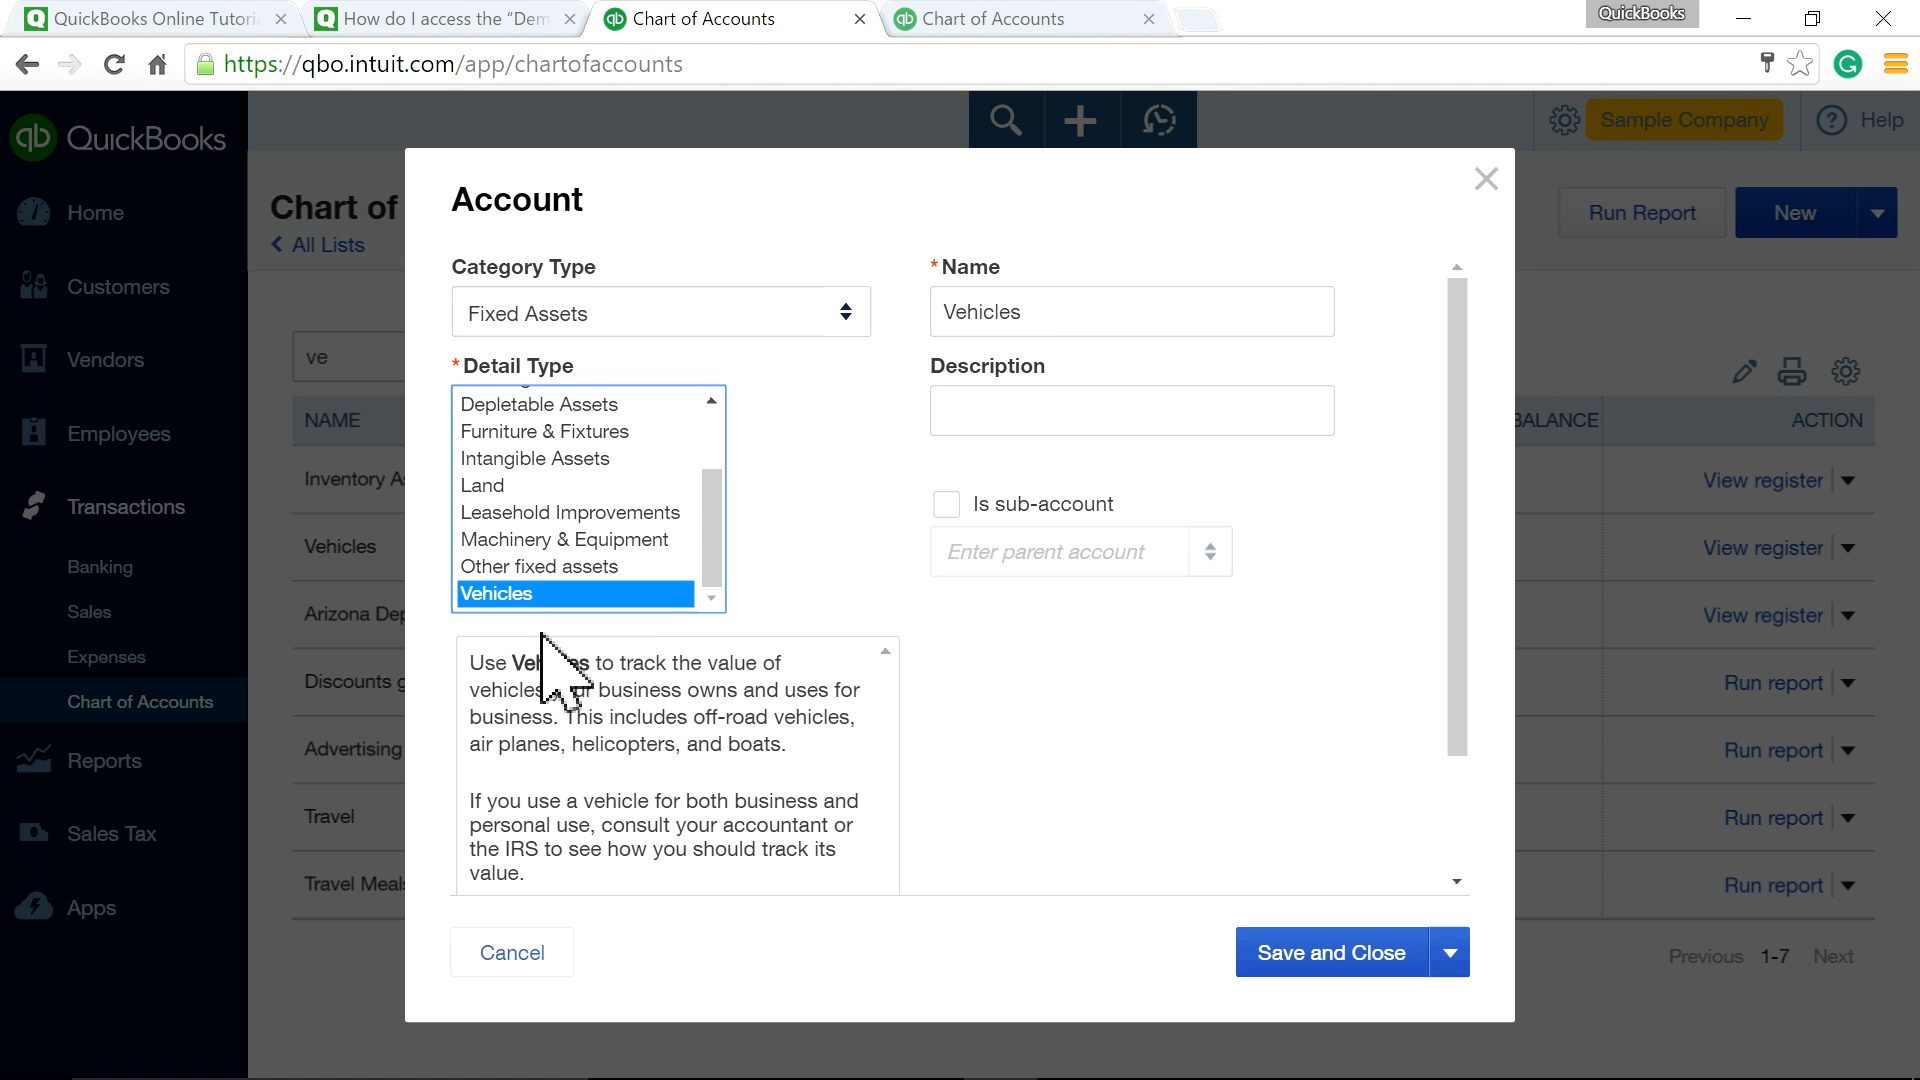 QuickBooks Online Tutori
How do I access the "Dem
Chart of Accounts
Chart of Accounts
QuickBooks
https://qbo.intuit.com/app/chartofaccounts
QuickBooks
Sample Company
Help
Home
Customers
Vendors
Employees
Transactions
Banking
Sales
Expenses
Chart of Accounts
Reports
Sales Tax
Apps
Chart of
All Lists
Run Report
New
ve
NAME
BALANCE
ACTION
Inventory A
View register
Vehicles
View register
Arizona Dep
View register
Discounts g
Run report
Advertising
Run report
Travel
Run report
Travel Meal
Run report
Previous 1-7 Next
Account
Category Type
Fixed Assets
*Detail Type
Depletable Assets
Furniture & Fixtures
Intangible Assets
Land
Leasehold Improvements
Machinery & Equipment
Other fixed assets
Vehicles
Use Veh es to track the value of
vehicles ur business owns and uses for
business. This includes off-road vehicles,
air planes, helicopters, and boats.
If you use a vehicle for both business and
personal use, consult your accountant or
the IRS to see how you should track its
value.
*Name
Vehicles
Description
Is sub-account
Enter parent account
Cancel
Save and Close